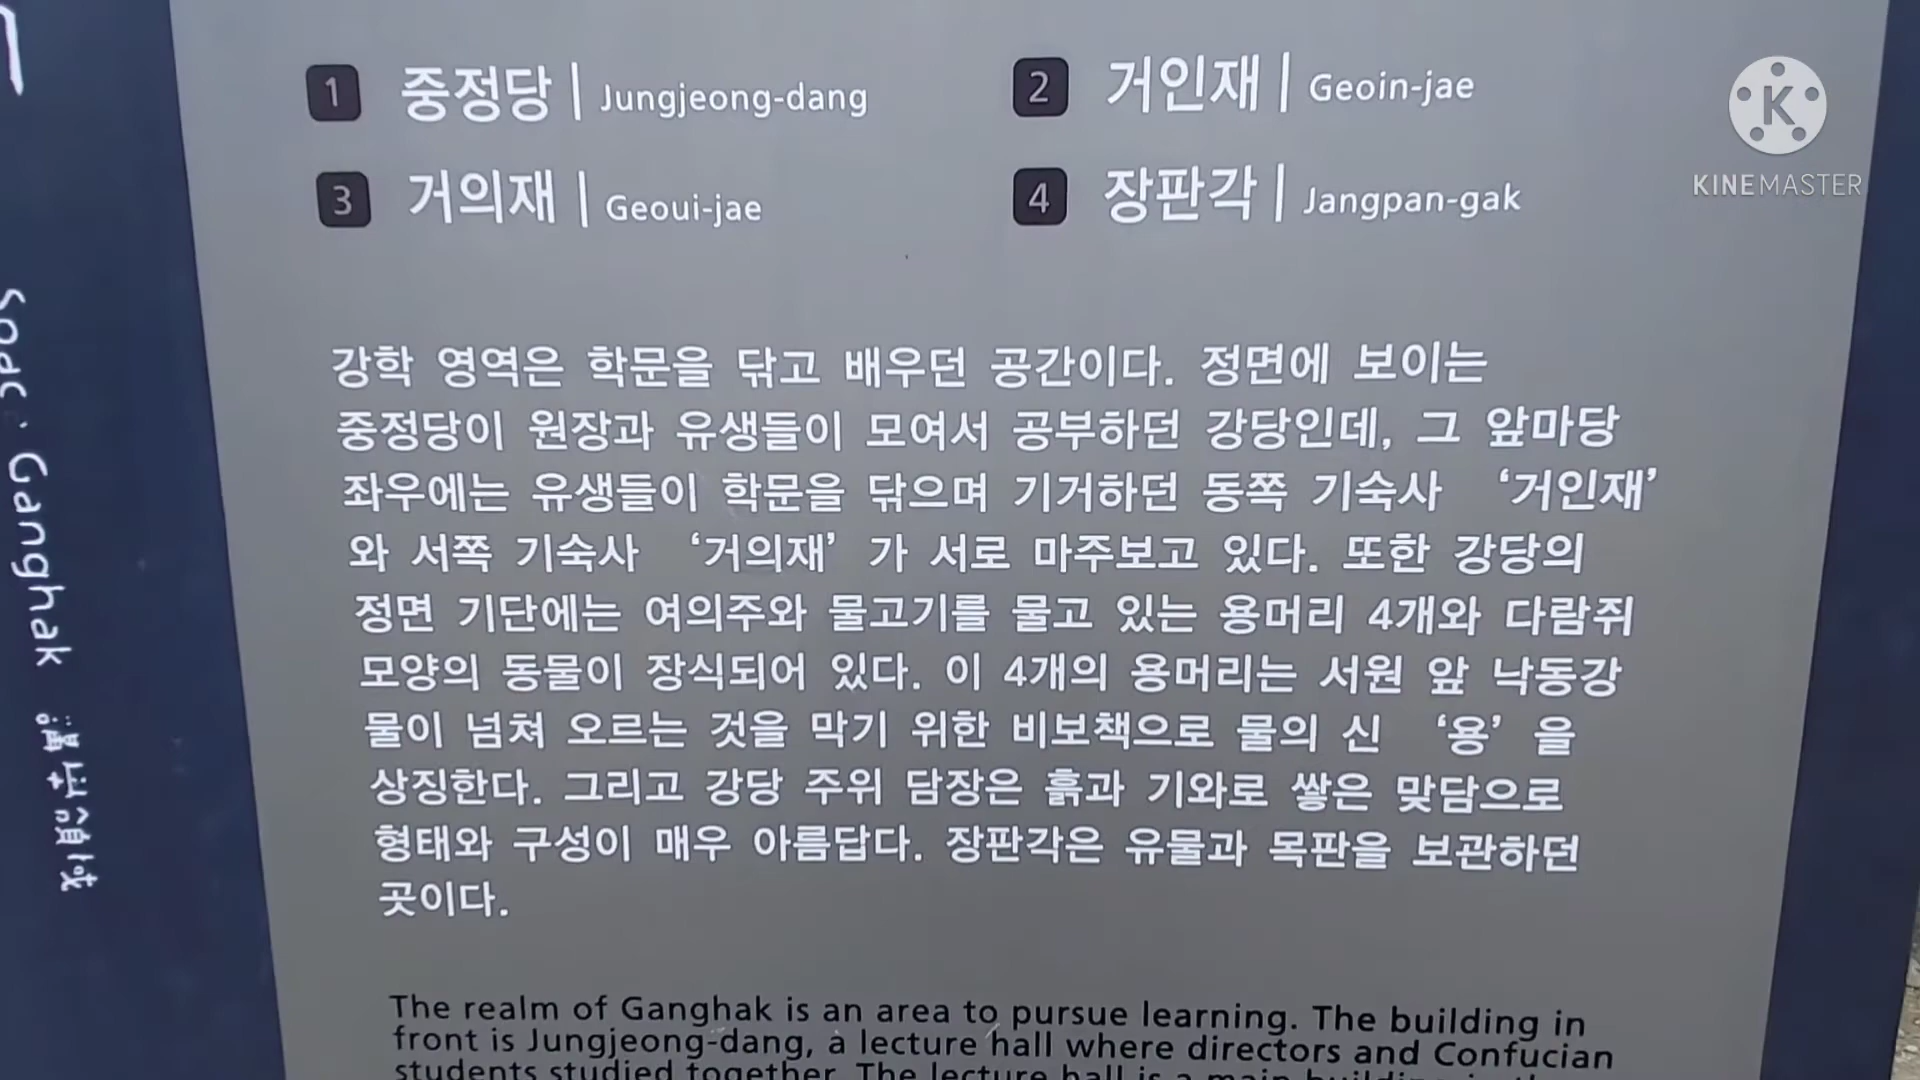 1 중정당 | Jungjeong-dang
2 거인재 | Geoin-jae
3 거의재 | Geoui-jae
4 장판각 | Jangpan-gak
KINEMASTER
강학 영역은 학문을 닦고 배우던 공간이다. 정면에 보이는
중정당이 원장과 유생들이 모여서 공부하던 강당인데, 그 앞마당
좌우에는 유생들이 학문을 닦으며 기거하던 동쪽 기숙사 ‘거인재’
와 서쪽 기숙사 ‘거의재’ 가 서로 마주보고 있다. 또한 강당의
정면 기단에는 여의주와 물고기를 물고 있는 용머리 4개와 다람쥐
모양의 동물이 장식되어 있다. 이 4개의 용머리는 서원 앞 낙동강
물이 넘쳐 오르는 것을 막기 위한 비보책으로 물의 신 ‘용’ 을
상징한다. 그리고 강당 주위 담장은 흙과 기와로 쌓은 맞담으로
형태와 구성이 매우 아름답다. 장판각은 유물과 목판을 보관하던
곳이다.
The realm of Ganghak is an area to pursue learning. The building in
front is Jungjeong-dang, a lecture hall where directors and Confucian
students studied together. The lecture hall is a main building in
Ganghak 講學領域